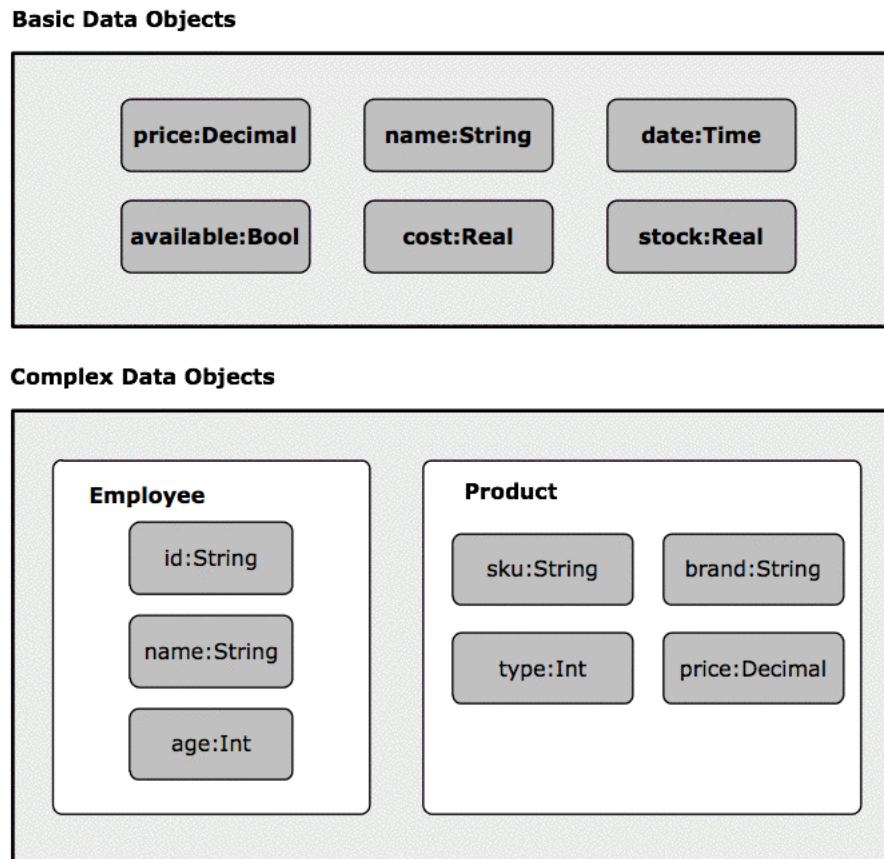 Basic Data Objects
price:Decimal
name:String
date:Time
available:Bool
cost:Real
stock:Real
Complex Data Objects
Employee
id:String
name:String
age:Int
Product
sku:String
brand:String
type:Int
price:Decimal